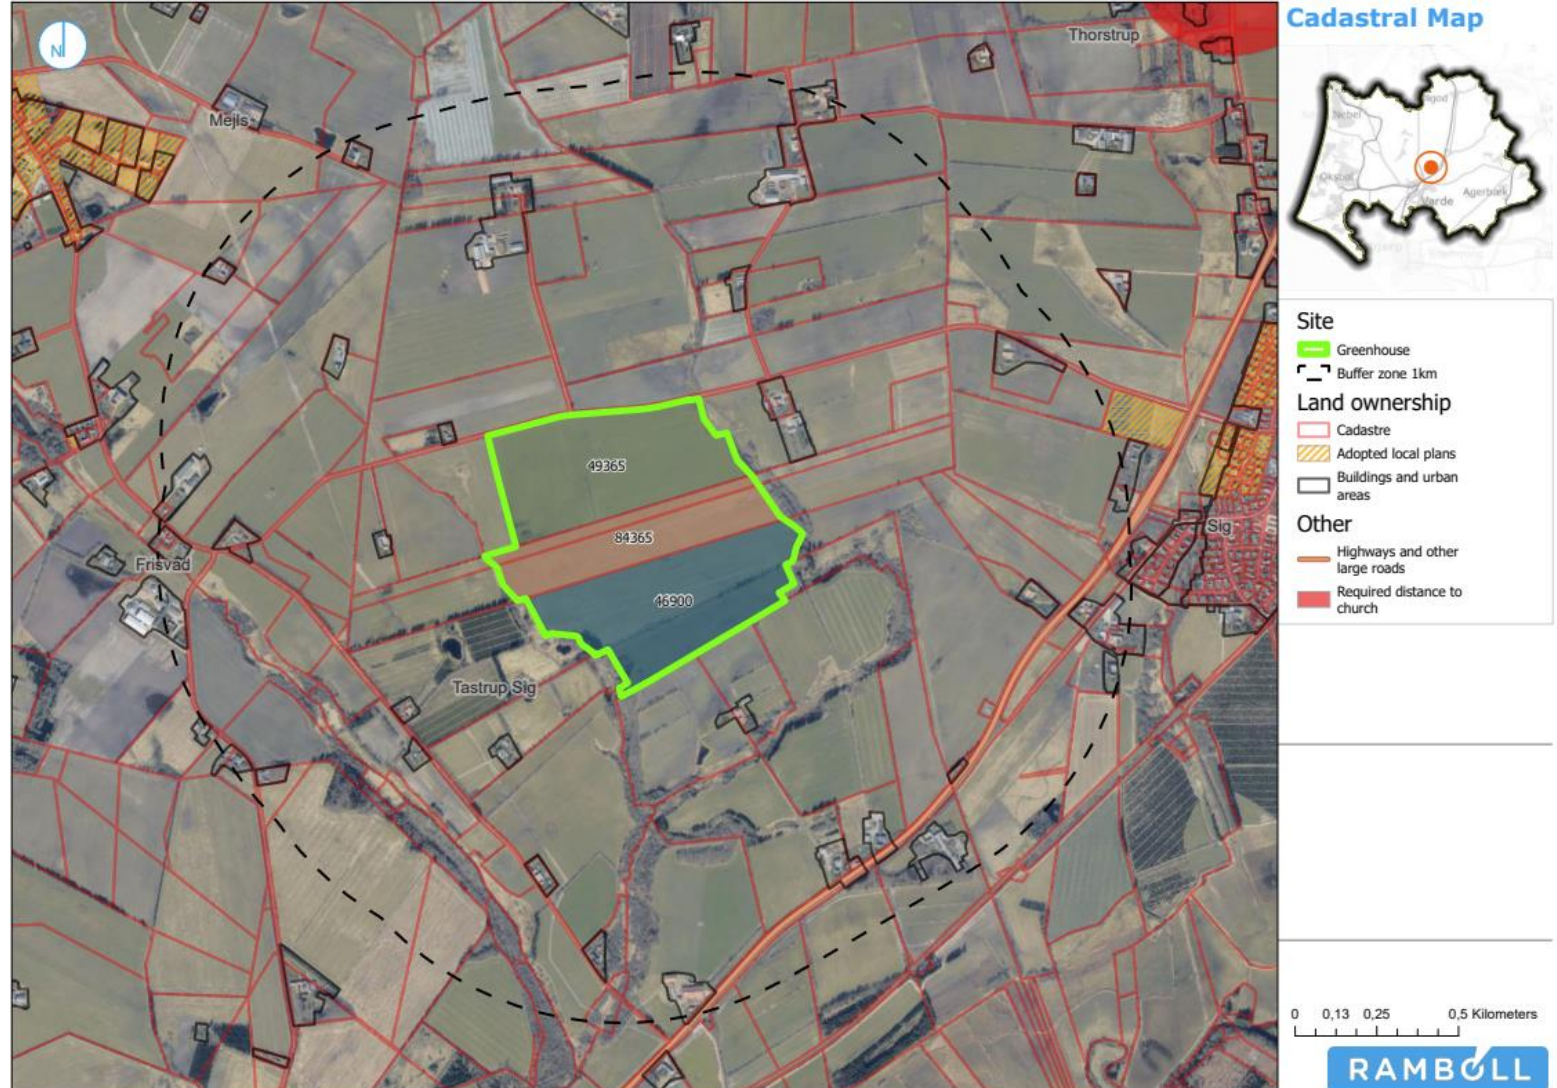 Cadastral Map
N
Thorstrup
Mejls
Nebel
Oksbøl
Varde
Agerbæk
49365
84365
46900
Frisvad
Tastrup Sig
Sig
Site
Greenhouse
Buffer zone 1km
Land ownership
Cadastre
Adopted local plans
Buildings and urban
areas
Other
Highways and other
large roads
Required distance to
church
0 0,13 0,25 0,5 Kilometers
RAMBOLL